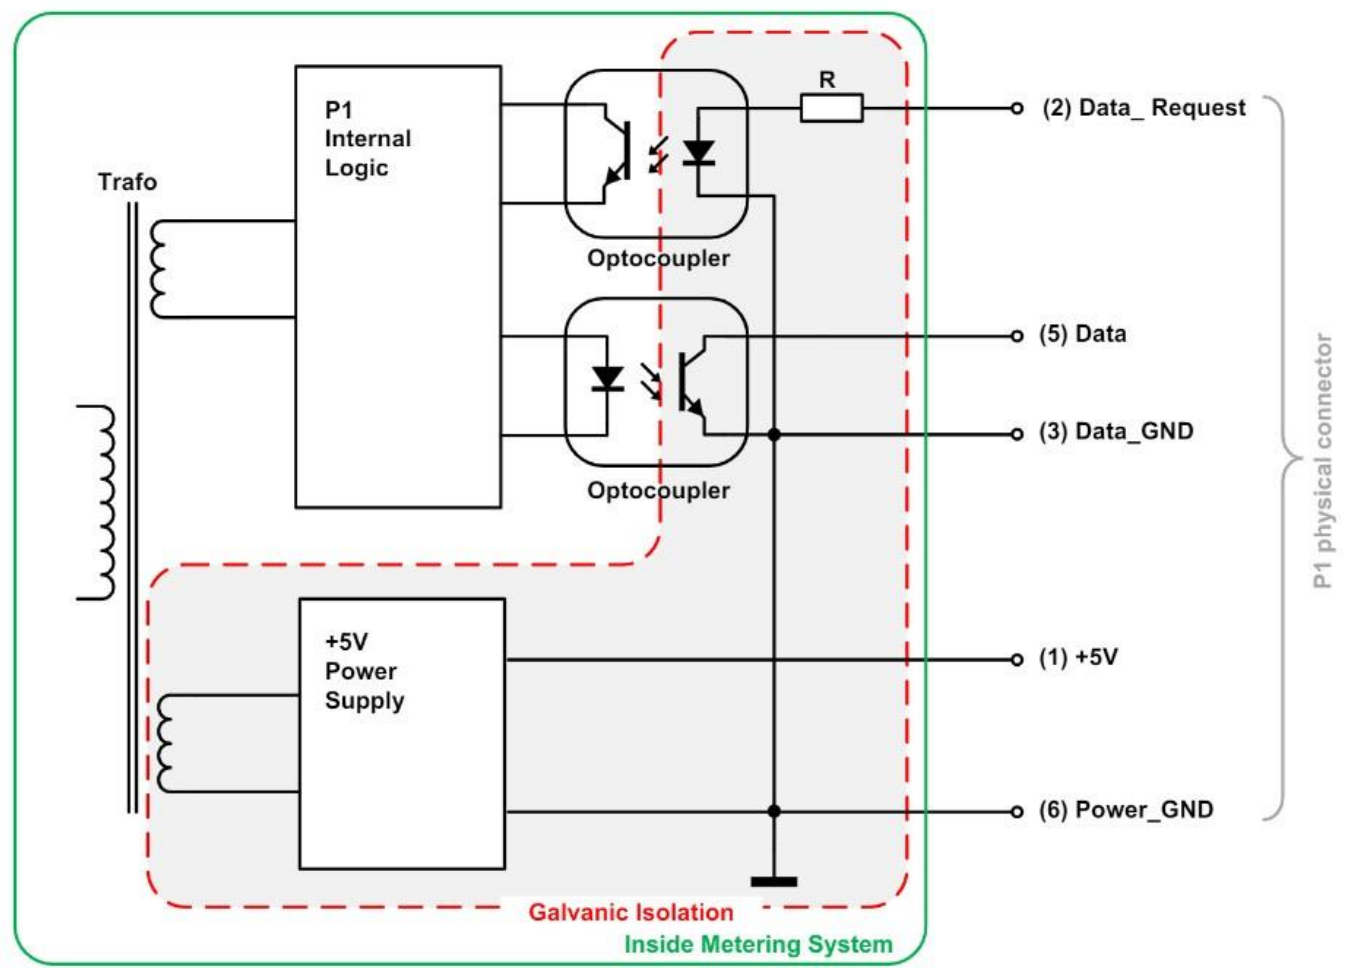 R
(2) Data_ Request
P1
Internal
Logic
Trafo
Optocoupler
(5) Data
(3) Data_GND
Optocoupler
P1 physical connector
+5V
Power
Supply
(1) +5V
(6) Power_GND
Galvanic Isolation
Inside Metering System